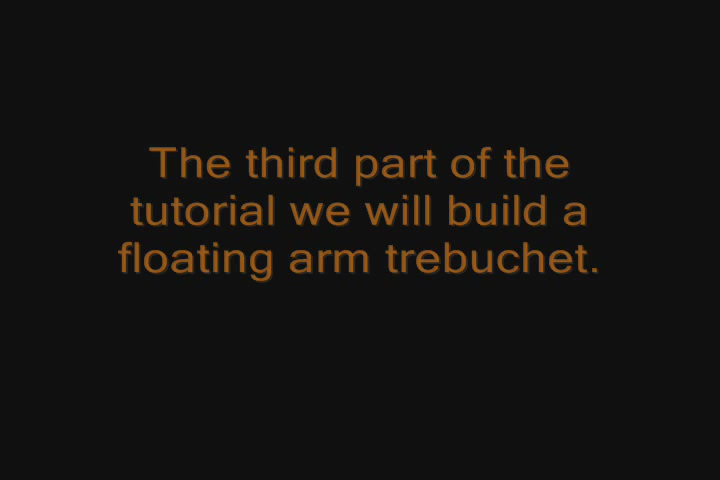 The third part of the
tutorial we will build a
floating arm trebuchet.